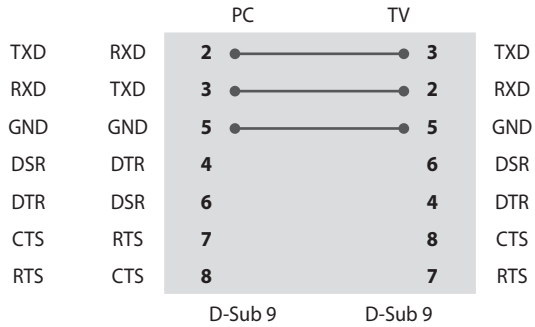 PC TV
TXD RXD 2 3 TXD
RXD TXD 3 2 RXD
GND GND 5 5 GND
DSR DTR 4 6 DSR
DTR DSR 6 4 DTR
CTS RTS 7 8 CTS
RTS CTS 8 7 RTS
D-Sub 9 D-Sub 9